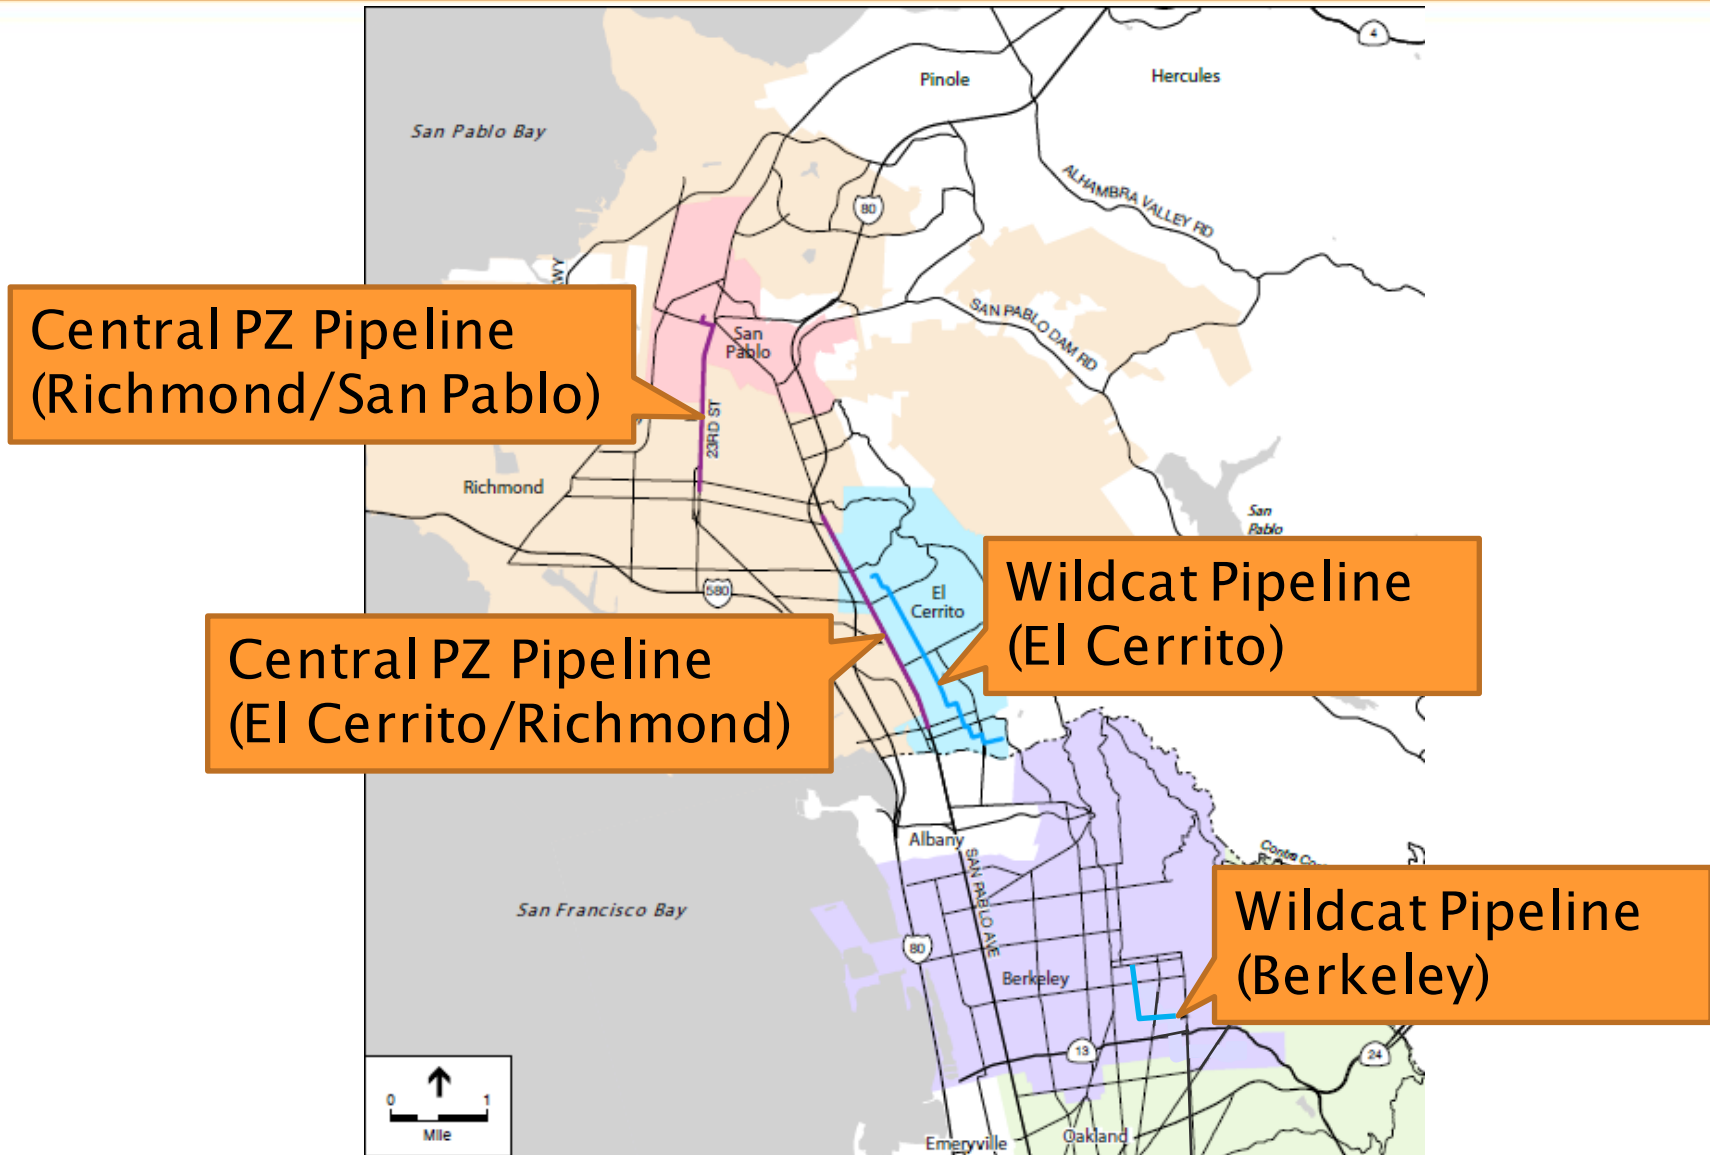 4
Pinole
Hercules
San Pablo Bay
ALHAMBRA VALLEY RD
80
WY
Central PZ Pipeline
(Richmond/San Pablo)
San
Pablo
SAN PABLO DAM RD
23RD ST
Richmond
San
Pablo
580
El
Cerrito
Wildcat Pipeline
(El Cerrito)
Central PZ Pipeline
(El Cerrito/Richmond)
Albany
SAN PABLO AVE
Contra
San Francisco Bay
80
Berkeley
Wildcat Pipeline
(Berkeley)
13
24
0 1
Mile
Emeryville
Oakland